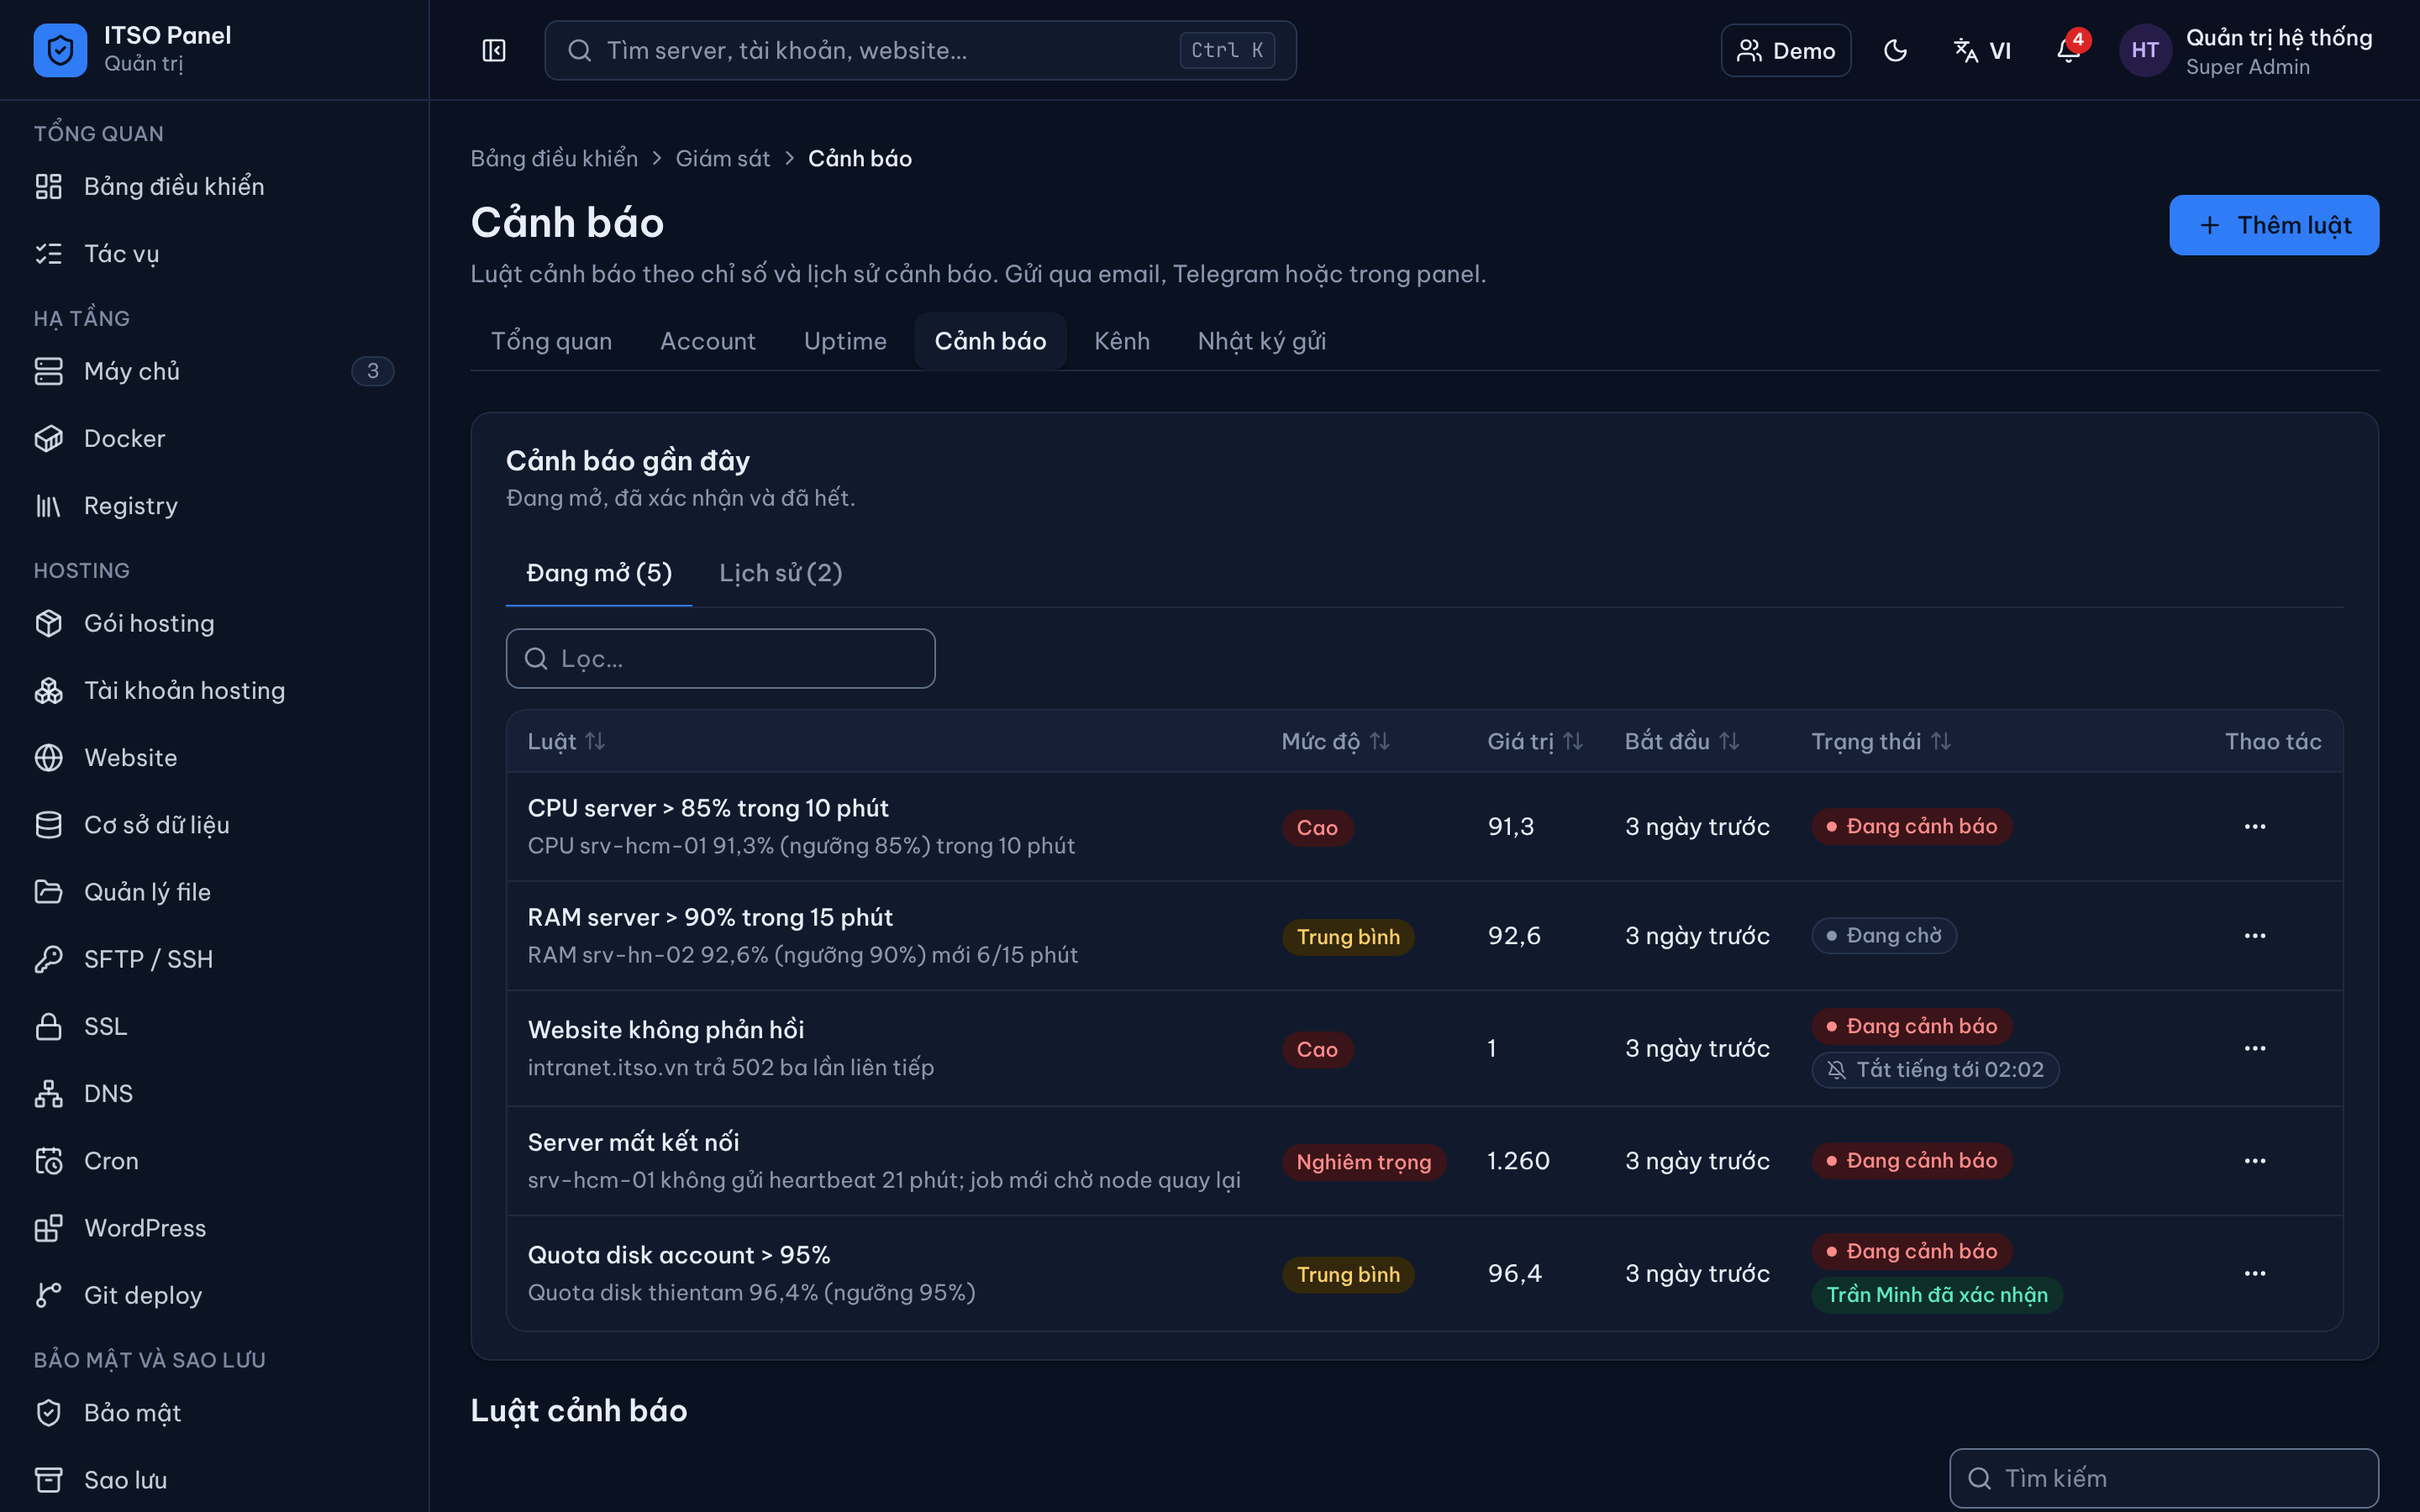 ITSO Panel
Quản trị
Tìm server, tài khoản, website...
Ctrl K
Demo
VI
4
HT
Quản trị hệ thống
Super Admin
TỔNG QUAN
Bảng điều khiển
Tác vụ
HẠ TẦNG
Máy chủ
3
Docker
Registry
HOSTING
Gói hosting
Tài khoản hosting
Website
Cơ sở dữ liệu
Quản lý file
SFTP / SSH
SSL
DNS
Cron
WordPress
Git deploy
BẢO MẬT VÀ SAO LƯU
Bảo mật
Sao lưu
Bảng điều khiển > Giám sát > Cảnh báo
Cảnh báo
Thêm luật
Luật cảnh báo theo chỉ số và lịch sử cảnh báo. Gửi qua email, Telegram hoặc trong panel.
Tổng quan Account Uptime Cảnh báo Kênh Nhật ký gửi
Cảnh báo gần đây
Đang mở, đã xác nhận và đã hết.
Đang mở (5) Lịch sử (2)
Lọc...
Luật Mức độ Giá trị Bắt đầu Trạng thái Thao tác
CPU server > 85% trong 10 phút
CPU srv-hcm-01 91,3% (ngưỡng 85%) trong 10 phút
Cao 91,3 3 ngày trước Đang cảnh báo
RAM server > 90% trong 15 phút
RAM srv-hn-02 92,6% (ngưỡng 90%) mới 6/15 phút
Trung bình 92,6 3 ngày trước Đang chờ
Website không phản hồi
intranet.itso.vn trả 502 ba lần liên tiếp
Cao 1 3 ngày trước Đang cảnh báo
Tắt tiếng tới 02:02
Server mất kết nối
srv-hcm-01 không gửi heartbeat 21 phút; job mới chờ node quay lại
Nghiêm trọng 1.260 3 ngày trước Đang cảnh báo
Quota disk account > 95%
Quota disk thientam 96,4% (ngưỡng 95%)
Trung bình 96,4 3 ngày trước Đang cảnh báo
Trần Minh đã xác nhận
Luật cảnh báo
Tìm kiếm